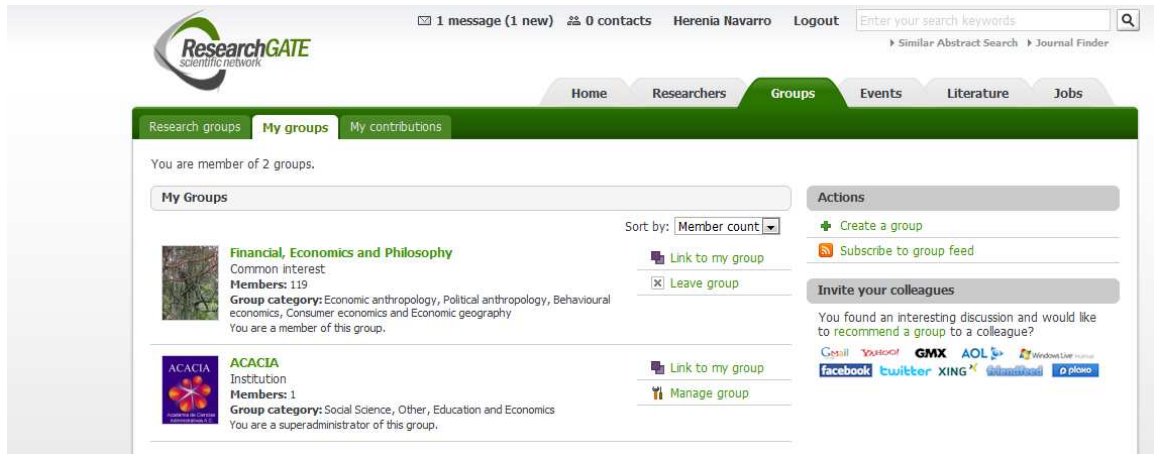 1 message (1 new) 0 contacts Herenia Navarro Logout Enter your search keywords
ResearchGATE
scientific network
Similar Abstract Search Journal Finder
Home Researchers Groups Events Literature Jobs
Research groups My groups My contributions
You are member of 2 groups.
My Groups
Sort by: Member count
Financial, Economics and Philosophy
Common interest
Members: 119
Group category: Economic anthropology, Political anthropology, Behavioural
economics, Consumer economics and Economic geography
You are a member of this group.
Link to my group
Leave group
ACACIA
ACACIA
Institution
Members: 1
Group category: Social Science, Other, Education and Economics
You are a superadministrator of this group.
Link to my group
Manage group
Actions
Create a group
Subscribe to group feed
Invite your colleagues
You found an interesting discussion and would like
to recommend a group to a colleague?
Gmail YAHOO! GMX AOL Windows Live
facebook twitter XING friendfeed plaxo